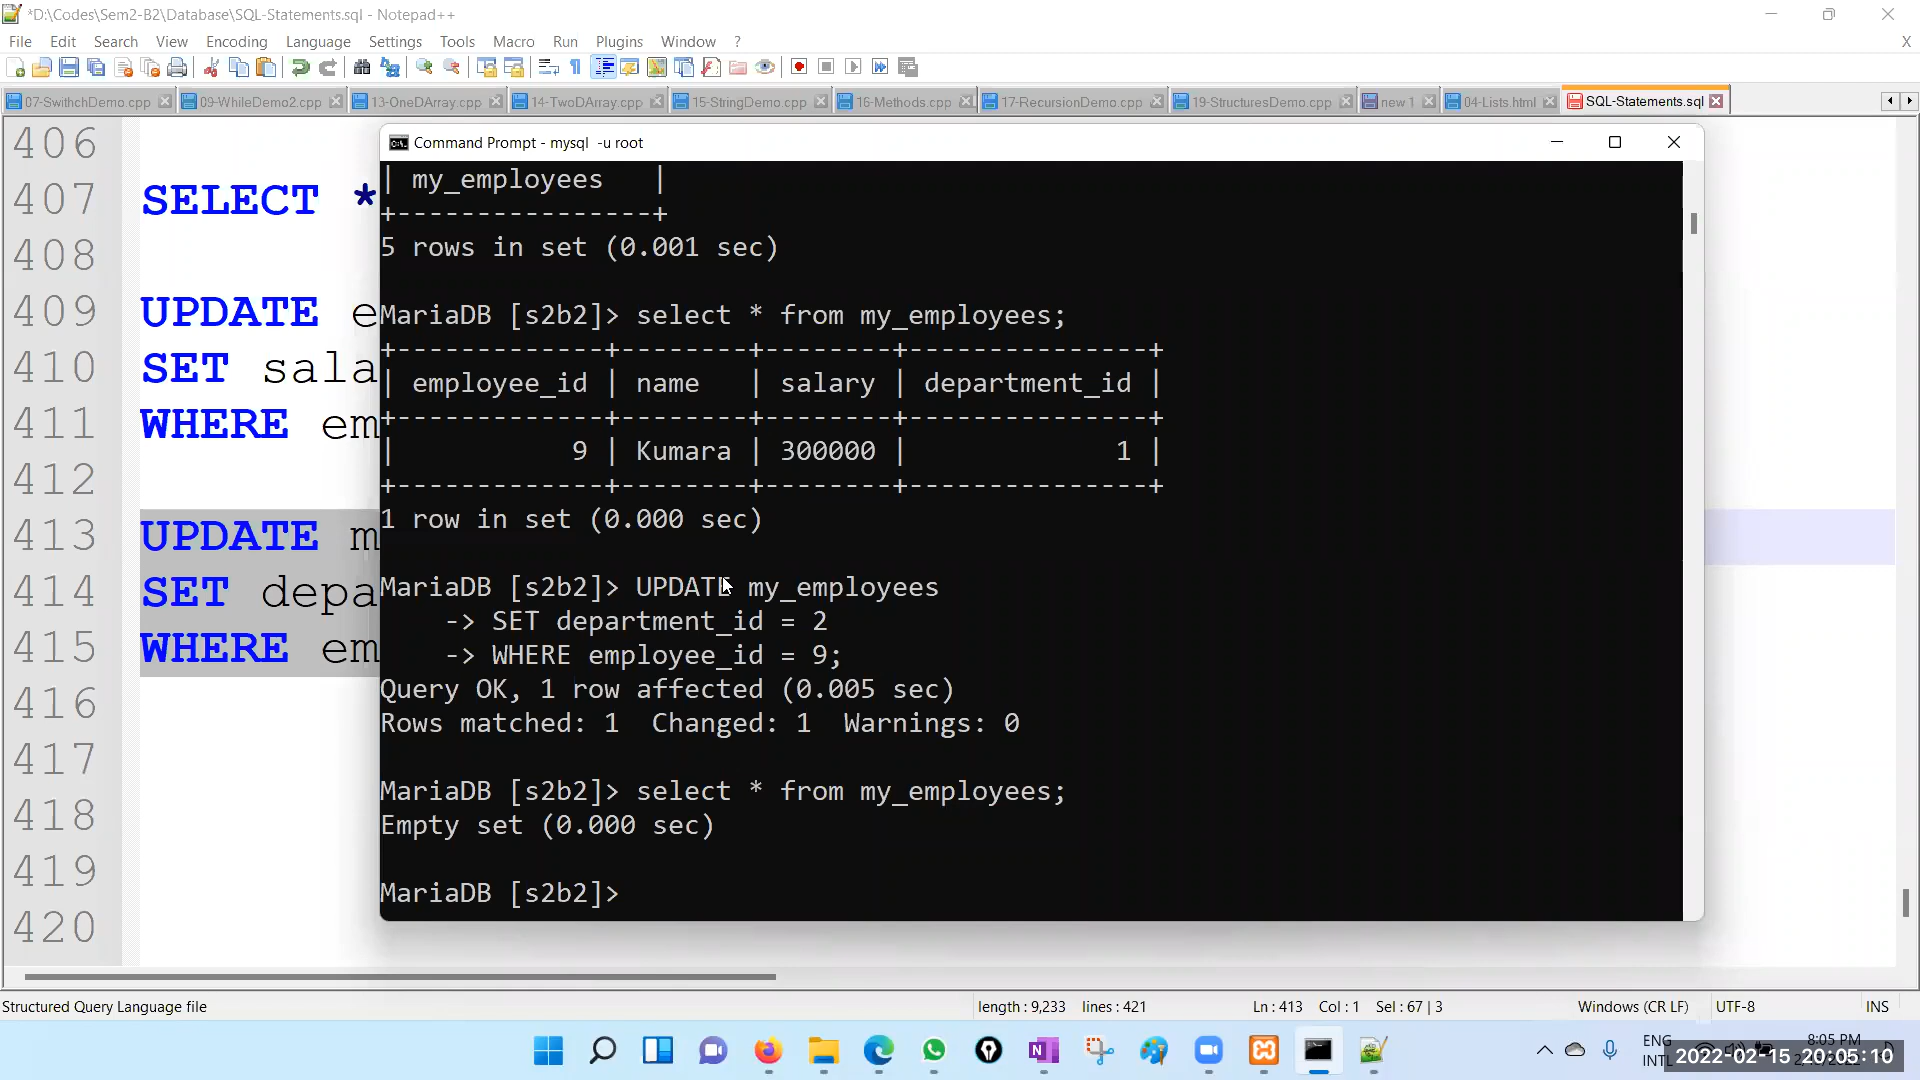 *D:\Codes\Sem2-B2\Database\SQL-Statements.sql - Notepad++
File Edit Search View Encoding Language Settings Tools Macro Run Plugins Window ? X
07-SwithchDemo.cpp 09-WhileDemo2.cpp 13-OneDArray.cpp 14-TwoDArray.cpp 15-StringDemo.cpp 16-Methods.cpp 17-RecursionDemo.cpp 19-StructuresDemo.cpp new 1 04-Lists.html SQL-Statements.sql
406
407 SELECT *
408
409 UPDATE e
410 SET sala
411 WHERE em
412
413 UPDATE m
414 SET depa
415 WHERE em
416
417
418
419
420
Command Prompt - mysql -u root
| my_employees |
+----------------+
5 rows in set (0.001 sec)
MariaDB [s2b2]> select * from my_employees;
+-------------+--------+--------+---------------+
| employee_id | name | salary | department_id |
+-------------+--------+--------+---------------+
| 9 | Kumara | 300000 | 1 |
+-------------+--------+--------+---------------+
1 row in set (0.000 sec)
MariaDB [s2b2]> UPDATE my_employees
-> SET department_id = 2
-> WHERE employee_id = 9;
Query OK, 1 row affected (0.005 sec)
Rows matched: 1 Changed: 1 Warnings: 0
MariaDB [s2b2]> select * from my_employees;
Empty set (0.000 sec)
MariaDB [s2b2]>
Structured Query Language file length : 9,233 lines : 421 Ln : 413 Col : 1 Sel : 67 | 3 Windows (CR LF) UTF-8 INS
ENG
INTL
8:05 PM
2022-02-15 20:05:10